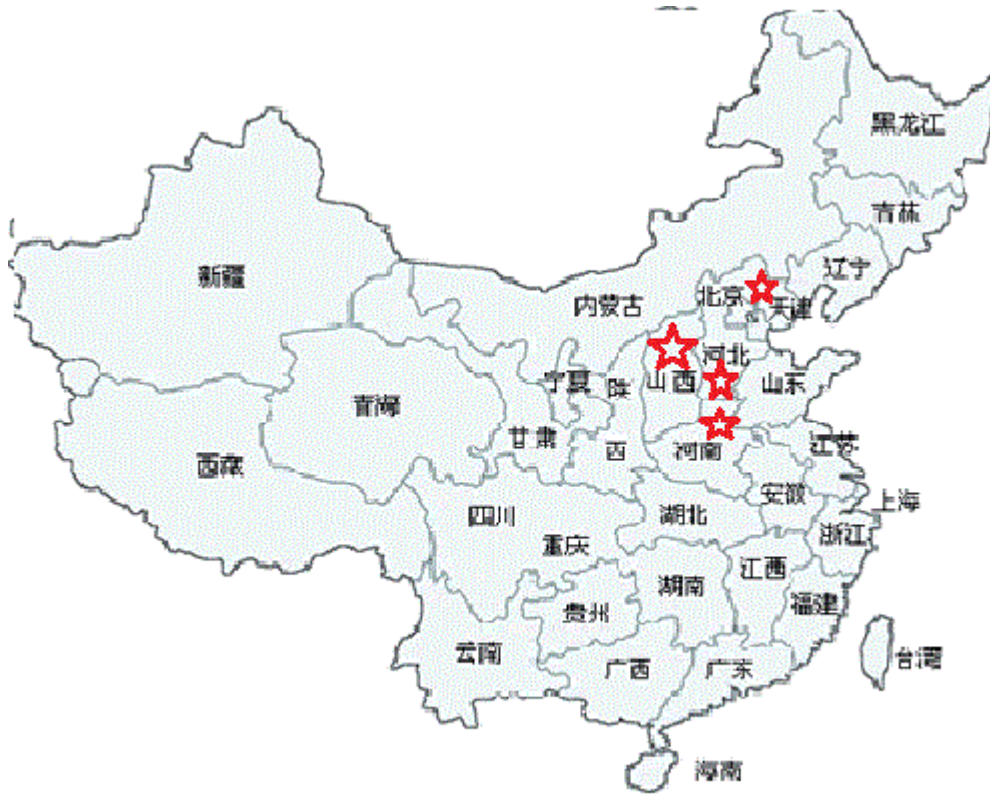 黑龙江
吉林
辽宁
新疆
内蒙古
北京
天津
河北
宁夏
陕西
山西
山东
青海
甘肃
河南
江苏
西藏
安徽
上海
四川
湖北
浙江
重庆
江西
湖南
福建
贵州
云南
广西
广东
台湾
海南